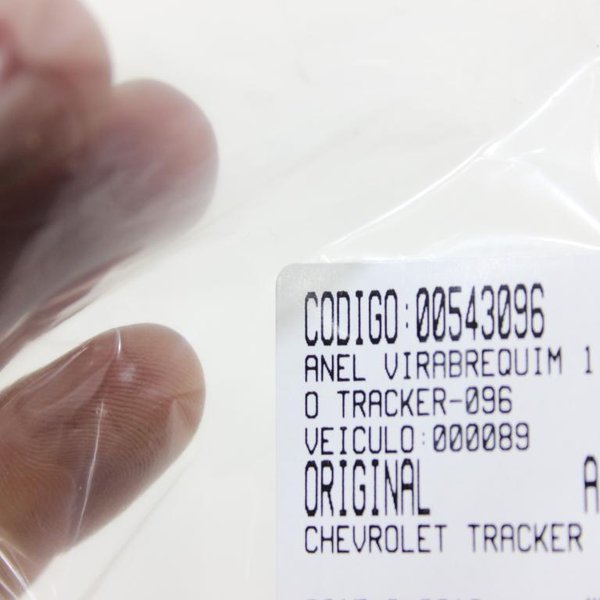 CODIGO:00543096
ANEL VIRABREQUIM 1
O TRACKER-096
VEICULO:000089
ORIGINAL A
CHEVROLET TRACKER